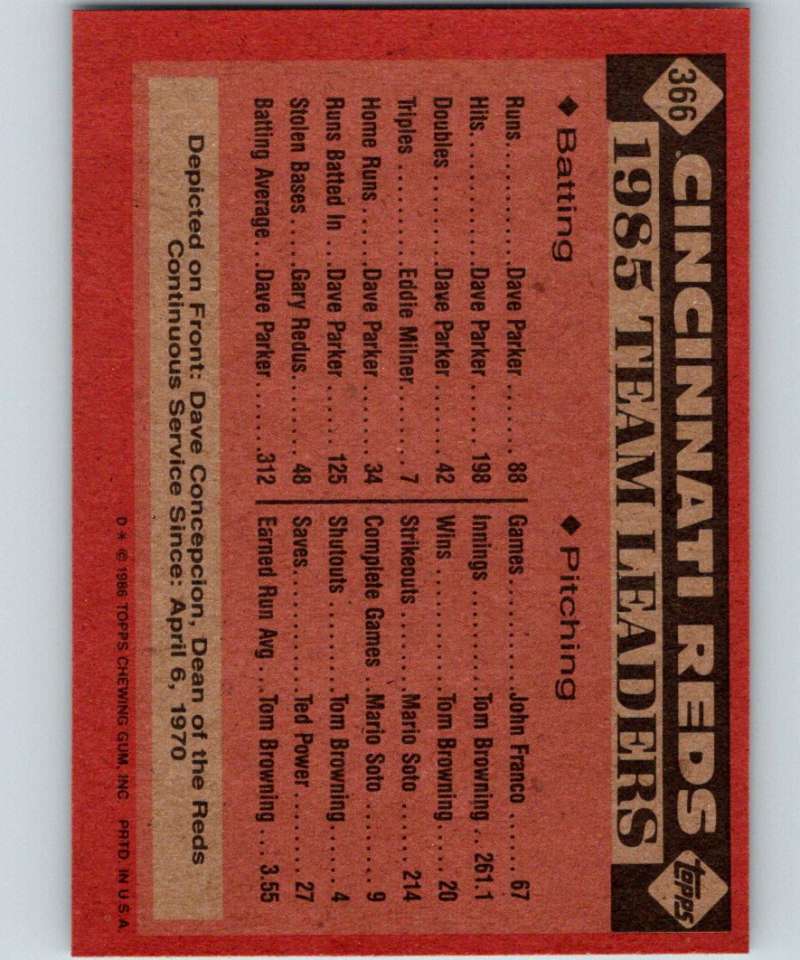 366 CINCINNATI REDS topps
1985 TEAM LEADERS
◆ Batting
Runs..........Dave Parker ...... 88
Hits...........Dave Parker ..... 198
Doubles.......Dave Parker ...... 42
Triples ........Eddie Milner....... 7
Home Runs ....Dave Parker ...... 34
Runs Batted In ..Dave Parker ..... 125
Stolen Bases ....Gary Redus....... 48
Batting Average..Dave Parker..... .312
◆ Pitching
Games..........John Franco ..... 67
Innings .........Tom Browning..261.1
Wins...........Tom Browning... 20
Strikeouts ......Mario Soto ..... 214
Complete Games ..Mario Soto ...... 9
Shutouts .......Tom Browning.... 4
Saves...........Ted Power....... 27
Earned Run Avg ...Tom Browning... 3.55
Depicted on Front: Dave Concepcion, Dean of the Reds
Continuous Service Since: April 6, 1970
D* © 1986 TOPPS CHEWING GUM, INC. PRTD. IN U.S.A.